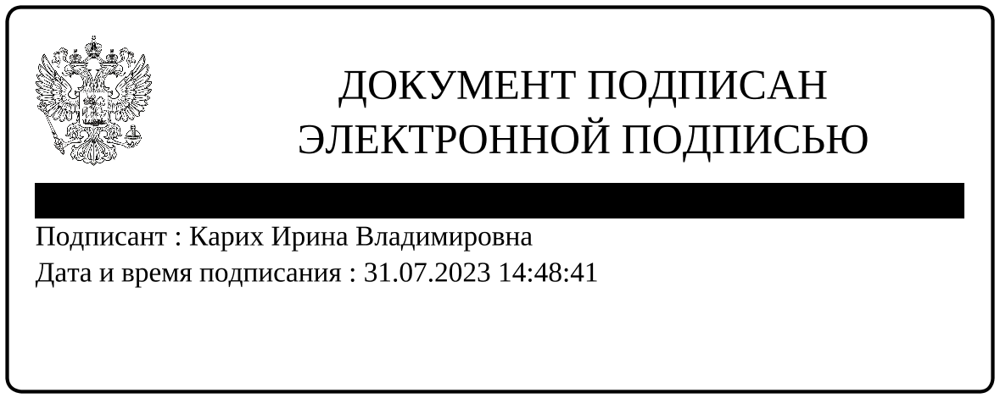 ДОКУМЕНТ ПОДПИСАН
ЭЛЕКТРОННОЙ ПОДПИСЬЮ
Подписант : Карих Ирина Владимировна
Дата и время подписания : 31.07.2023 14:48:41